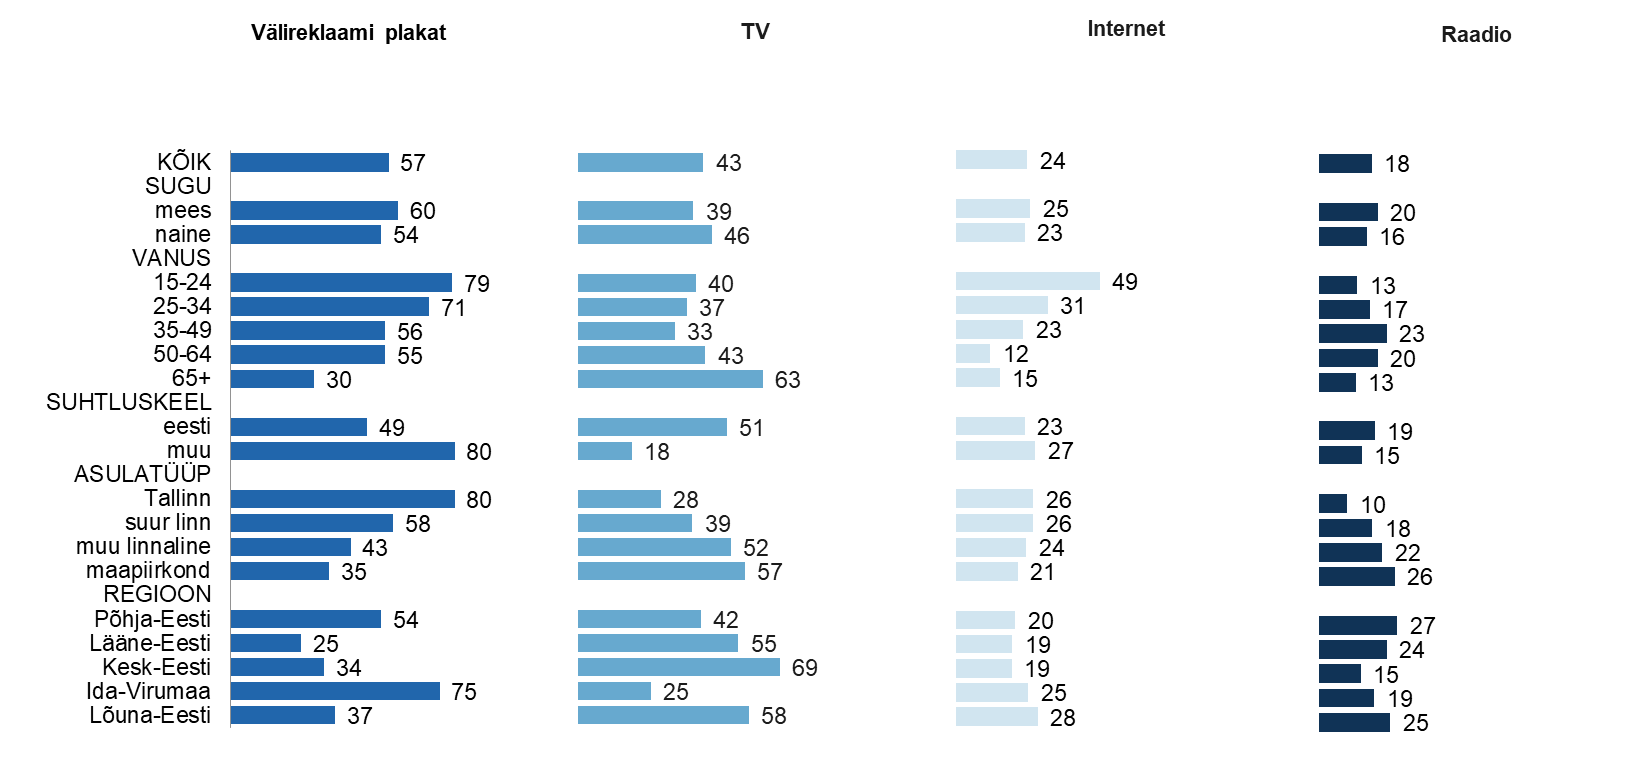 Välireklaami plakat TV Internet Raadio
KÕIK 57 43 24 18
SUGU
mees 60 39 25 20
naine 54 46 23 16
VANUS
15-24 79 40 49 13
25-34 71 37 31 17
35-49 56 33 23 23
50-64 55 43 12 20
65+ 30 63 15 13
SUHTLUSKEEL
eesti 49 51 23 19
muu 80 18 27 15
ASULATÜÜP
Tallinn 80 28 26 10
suur linn 58 39 26 18
muu linnaline 43 52 24 22
maapiirkond 35 57 21 26
REGIOON
Põhja-Eesti 54 42 20 27
Lääne-Eesti 25 55 19 24
Kesk-Eesti 34 69 19 15
Ida-Virumaa 75 25 25 19
Lõuna-Eesti 37 58 28 25